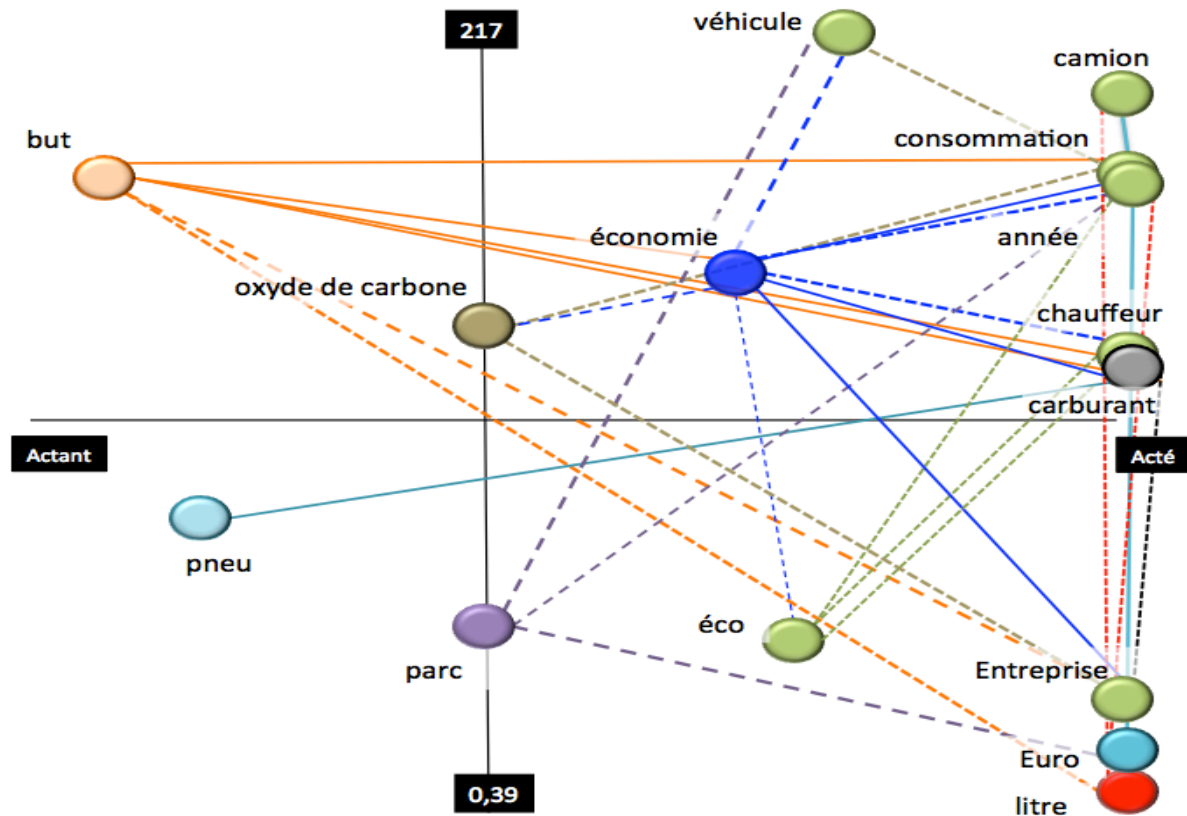 véhicule
217
camion
but
consommation
économie
année
oxyde de carbone
chauffeur
carburant
Actant
Acté
pneu
éco
parc
Entreprise
Euro
0,39
litre